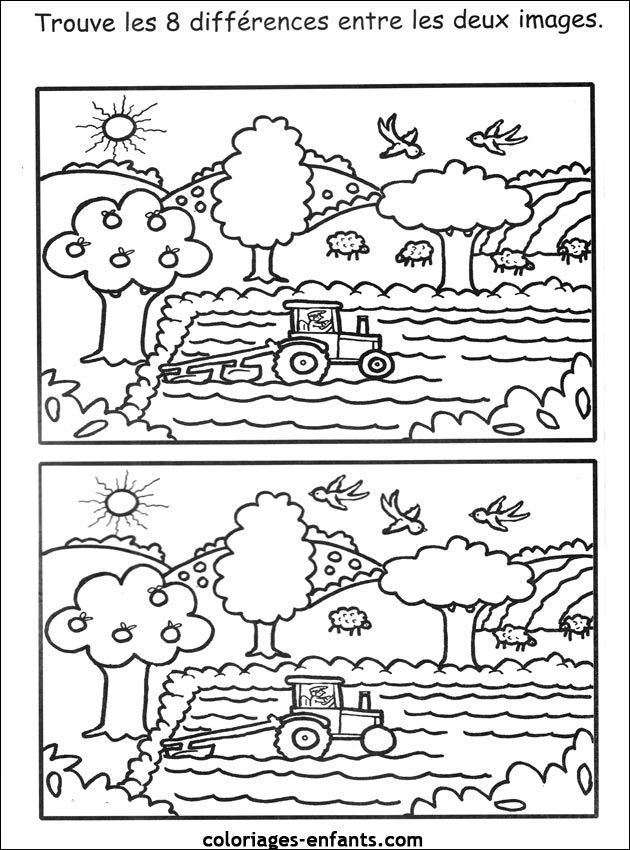 Trouve les 8 différences entre les deux images.
coloriages-enfants.com